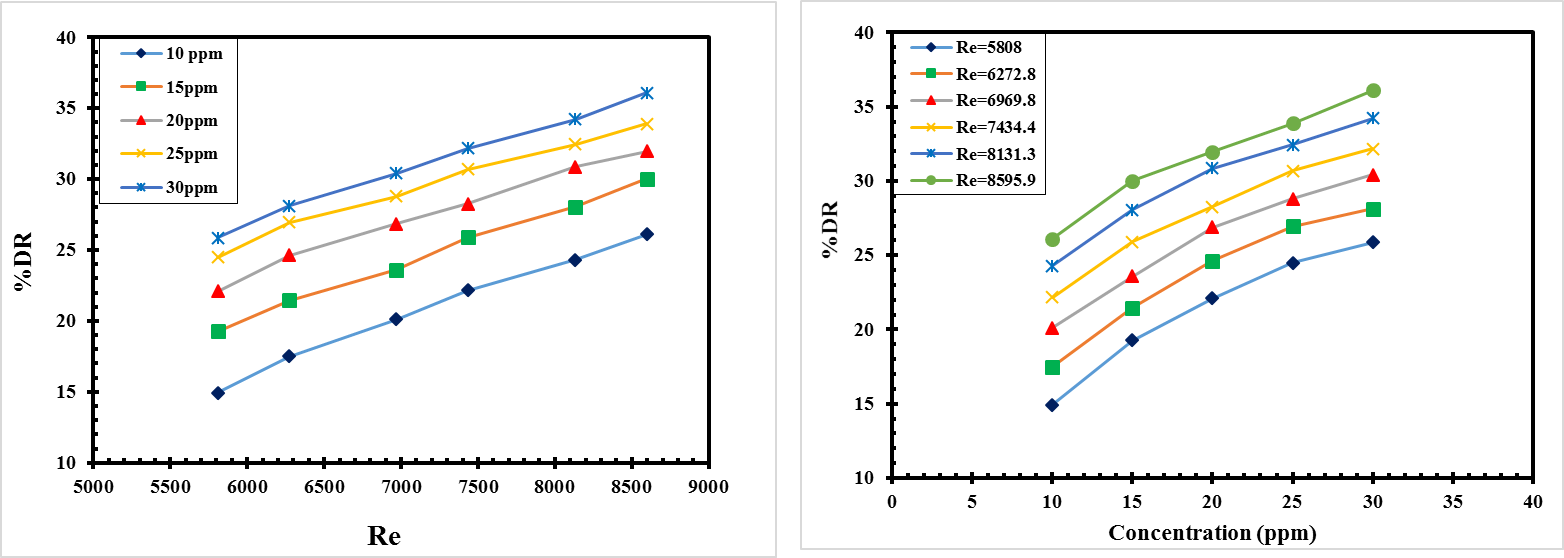 40
35
30
25
20
15
10
%DR
10 ppm
15ppm
20ppm
25ppm
30ppm
5000 5500 6000 6500 7000 7500 8000 8500 9000
Re
40
35
30
25
20
15
10
%DR
Re=5808
Re=6272.8
Re=6969.8
Re=7434.4
Re=8131.3
Re=8595.9
0 5 10 15 20 25 30 35 40
Concentration (ppm)